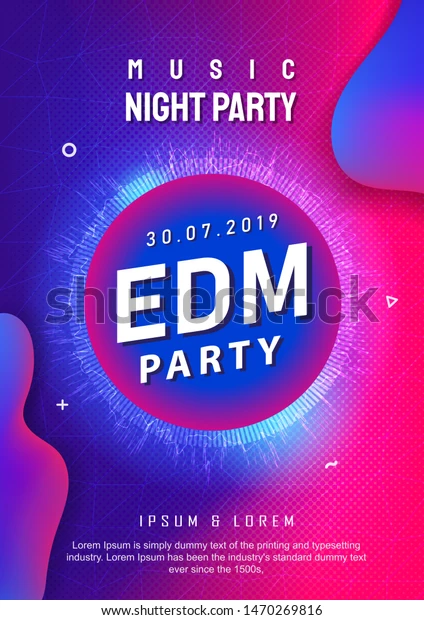 MUSIC
NIGHT PARTY
30.07.2019
EDM
PARTY
IPSUM & LOREM
Lorem Ipsum is simply dummy text of the printing and typesetting
industry. Lorem Ipsum has been the industry's standard dummy text
ever since the 1500s,
shutterstock
shutterstock.com · 1470269816